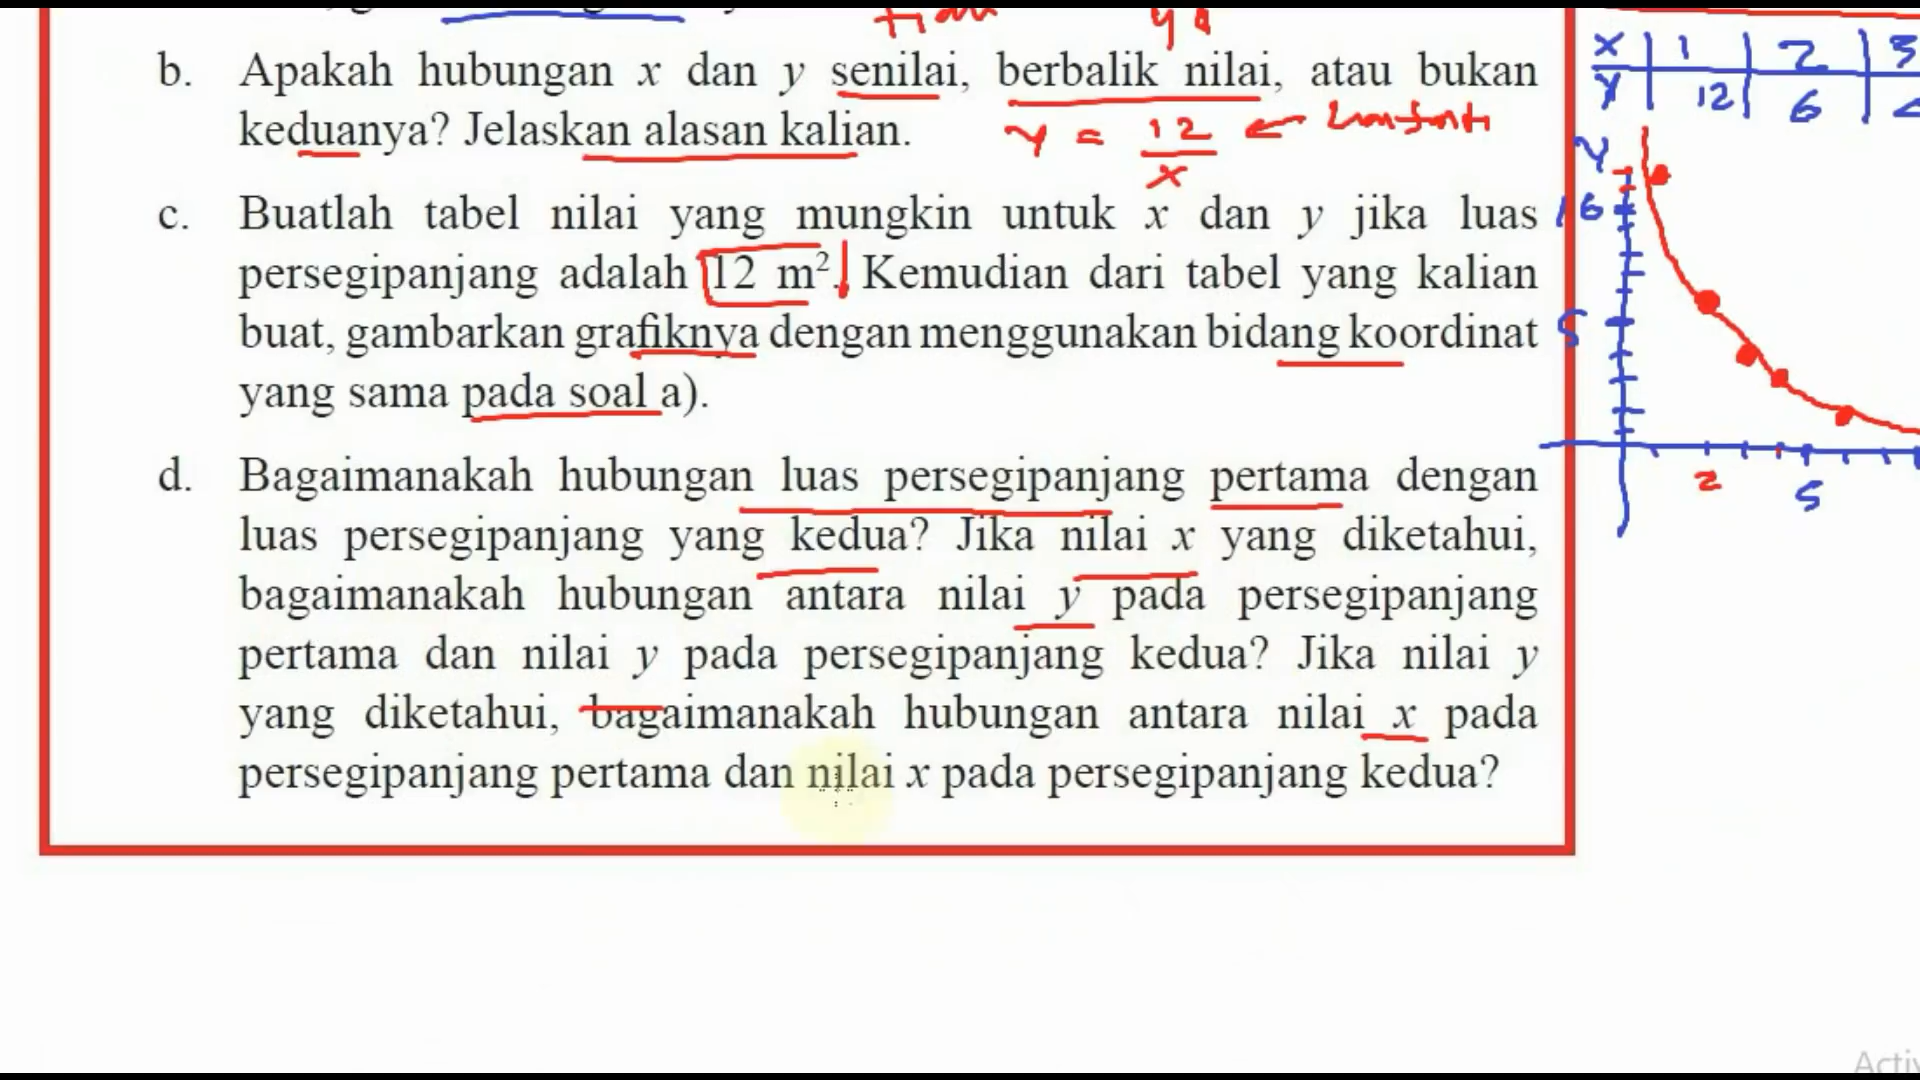 b. Apakah hubungan x dan y senilai, berbalik nilai, atau bukan
keduanya? Jelaskan alasan kalian.
y = 12/x ← konstanta
c. Buatlah tabel nilai yang mungkin untuk x dan y jika luas
persegipanjang adalah 12 m². Kemudian dari tabel yang kalian
buat, gambarkan grafiknya dengan menggunakan bidang koordinat
yang sama pada soal a).
d. Bagaimanakah hubungan luas persegipanjang pertama dengan
luas persegipanjang yang kedua? Jika nilai x yang diketahui,
bagaimanakah hubungan antara nilai y pada persegipanjang
pertama dan nilai y pada persegipanjang kedua? Jika nilai y
yang diketahui, bagaimanakah hubungan antara nilai x pada
persegipanjang pertama dan nilai x pada persegipanjang kedua?
x 1 2 3
y 12 6
y
5
2 5
Activ